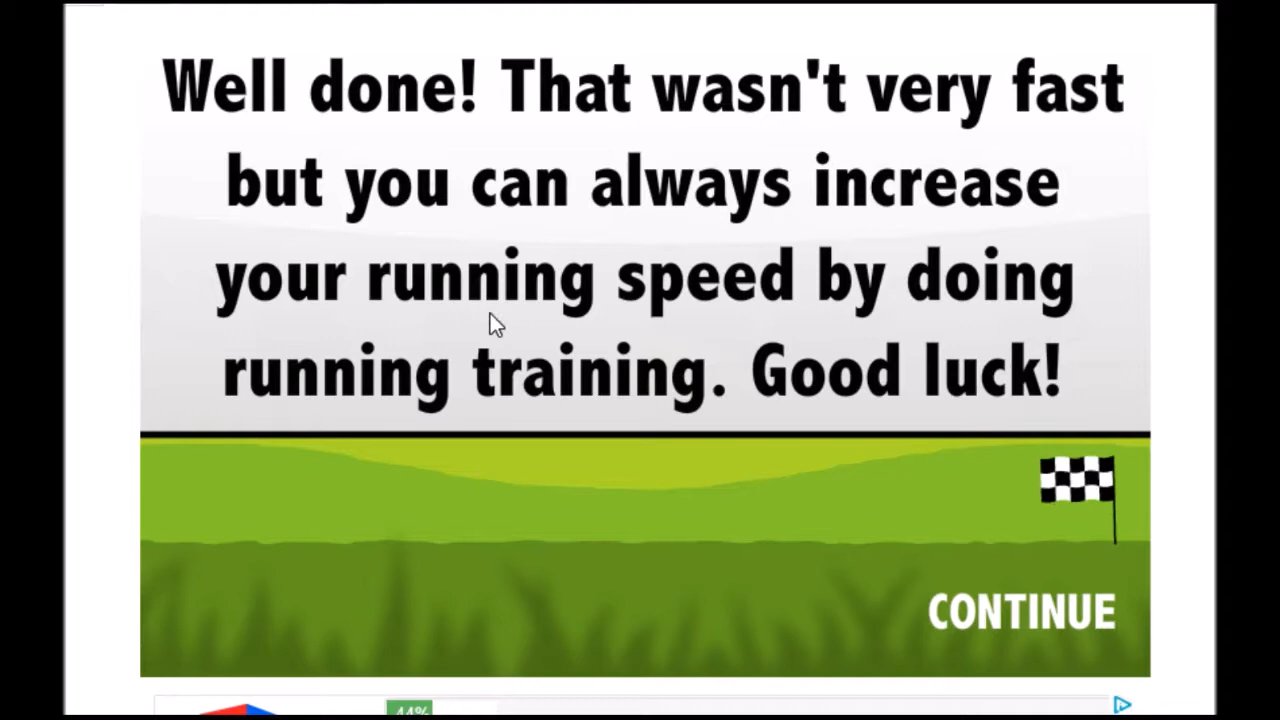 Well done! That wasn't very fast
but you can always increase
your running speed by doing
running training. Good luck!
CONTINUE
44%